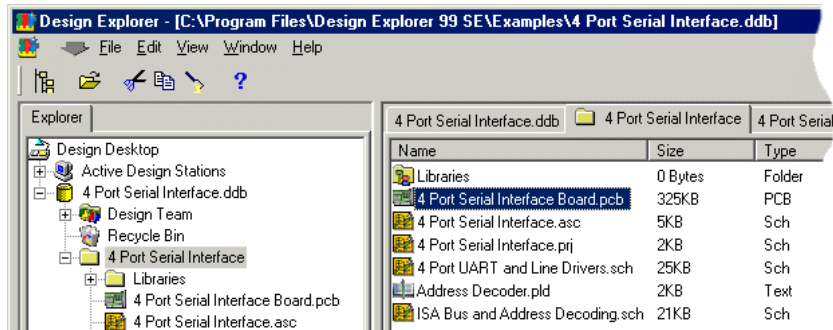 Design Explorer - [C:\Program Files\Design Explorer 99 SE\Examples\4 Port Serial Interface.ddb]
File Edit View Window Help
?
Explorer
Design Desktop
Active Design Stations
4 Port Serial Interface.ddb
Design Team
Recycle Bin
4 Port Serial Interface
Libraries
4 Port Serial Interface Board.pcb
4 Port Serial Interface.asc
4 Port Serial Interface.ddb 4 Port Serial Interface 4 Port Serial
Name Size Type
Libraries 0 Bytes Folder
4 Port Serial Interface Board.pcb 325KB PCB
4 Port Serial Interface.asc 5KB Sch
4 Port Serial Interface.prj 2KB Sch
4 Port UART and Line Drivers.sch 25KB Sch
Address Decoder.pld 2KB Text
ISA Bus and Address Decoding.sch 21KB Sch